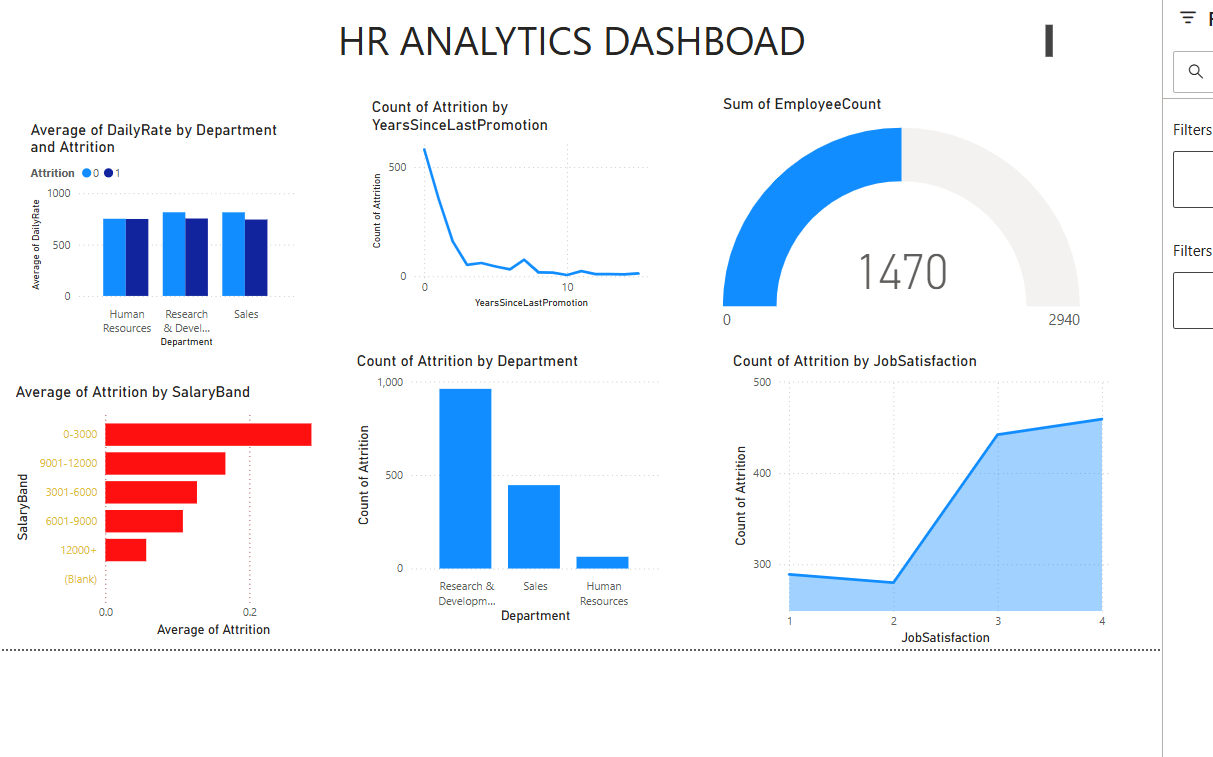 HR ANALYTICS DASHBOAD
Filters
Filters
Average of DailyRate by Department
and Attrition
Attrition 0 1
Average of DailyRate
1000
500
0
Human
Resources
Research
& Devel...
Sales
Department
Count of Attrition by
YearsSinceLastPromotion
Count of Attrition
500
0
0
10
YearsSinceLastPromotion
Sum of EmployeeCount
1470
0
2940
Average of Attrition by SalaryBand
SalaryBand
0-3000
9001-12000
3001-6000
6001-9000
12000+
(Blank)
0.0
0.2
Average of Attrition
Count of Attrition by Department
Count of Attrition
1,000
500
0
Research &
Developm...
Sales
Human
Resources
Department
Count of Attrition by JobSatisfaction
Count of Attrition
500
400
300
1
2
3
4
JobSatisfaction